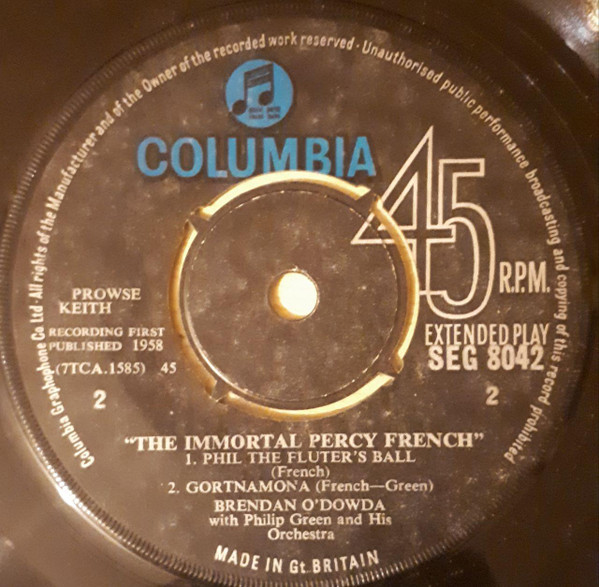 Columbia Graphophone Co Ltd · All rights of the Manufacturer and of the Owner of the recorded work reserved · Unauthorised public performance broadcasting and copying of this record prohibited
COLUMBIA
45
R.P.M.
EXTENDED PLAY
SEG 8042
PROWSE
KEITH
RECORDING FIRST
PUBLISHED 1958
(7TCA.1585) 45
2
2
"THE IMMORTAL PERCY FRENCH"
1. PHIL THE FLUTER'S BALL
(French)
2. GORTNAMONA (French—Green)
BRENDAN O'DOWDA
with Philip Green and His
Orchestra
MADE IN Gt. BRITAIN